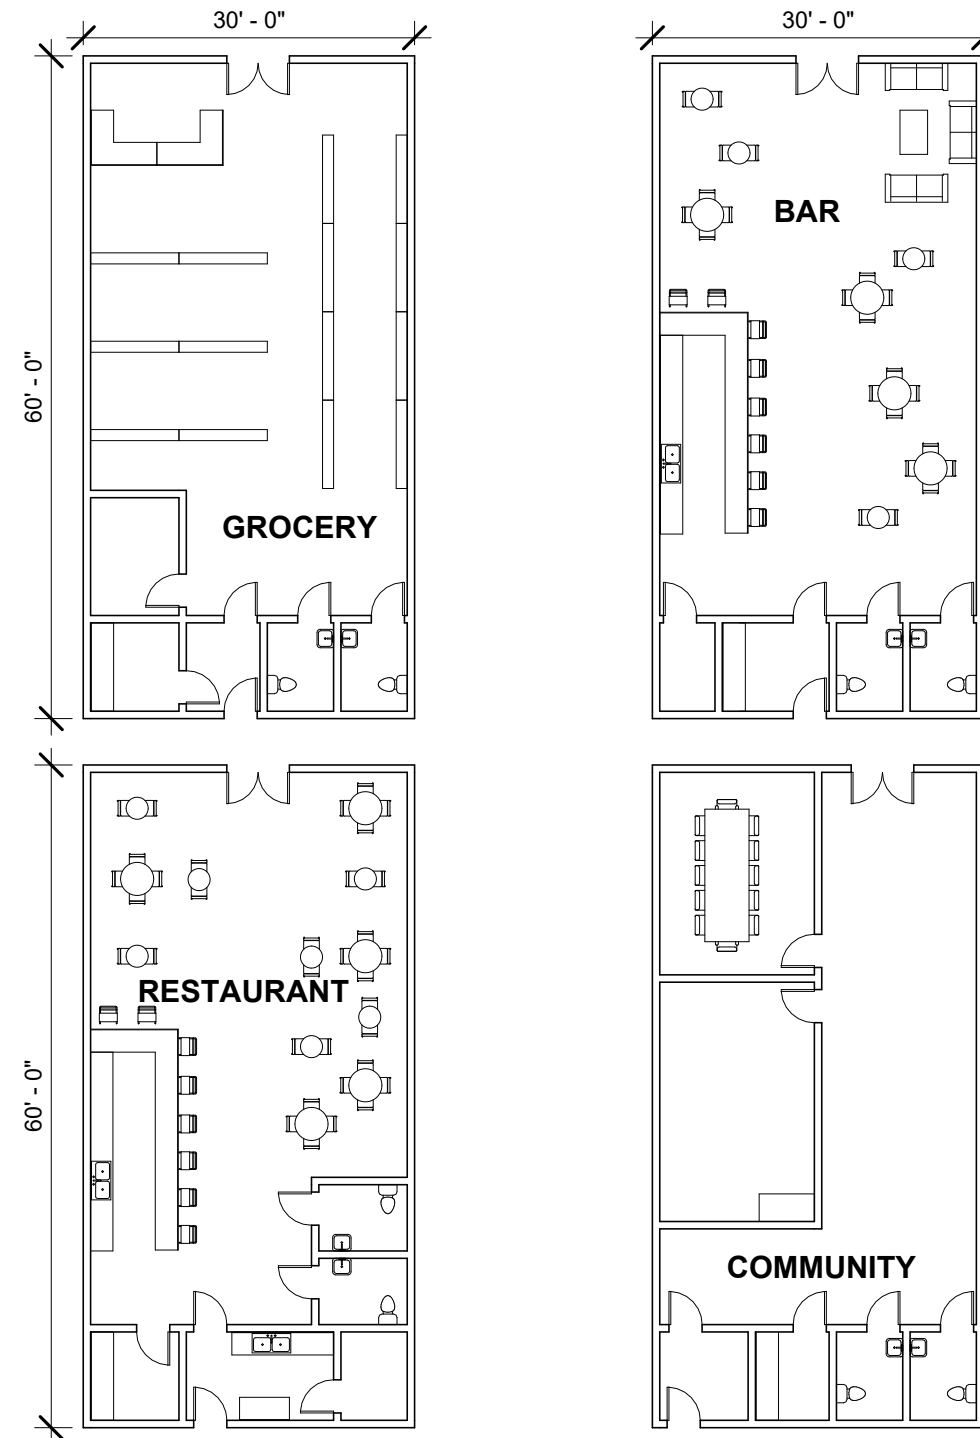 30' - 0"
30' - 0"
BAR
60' - 0"
GROCERY
RESTAURANT
60' - 0"
COMMUNITY